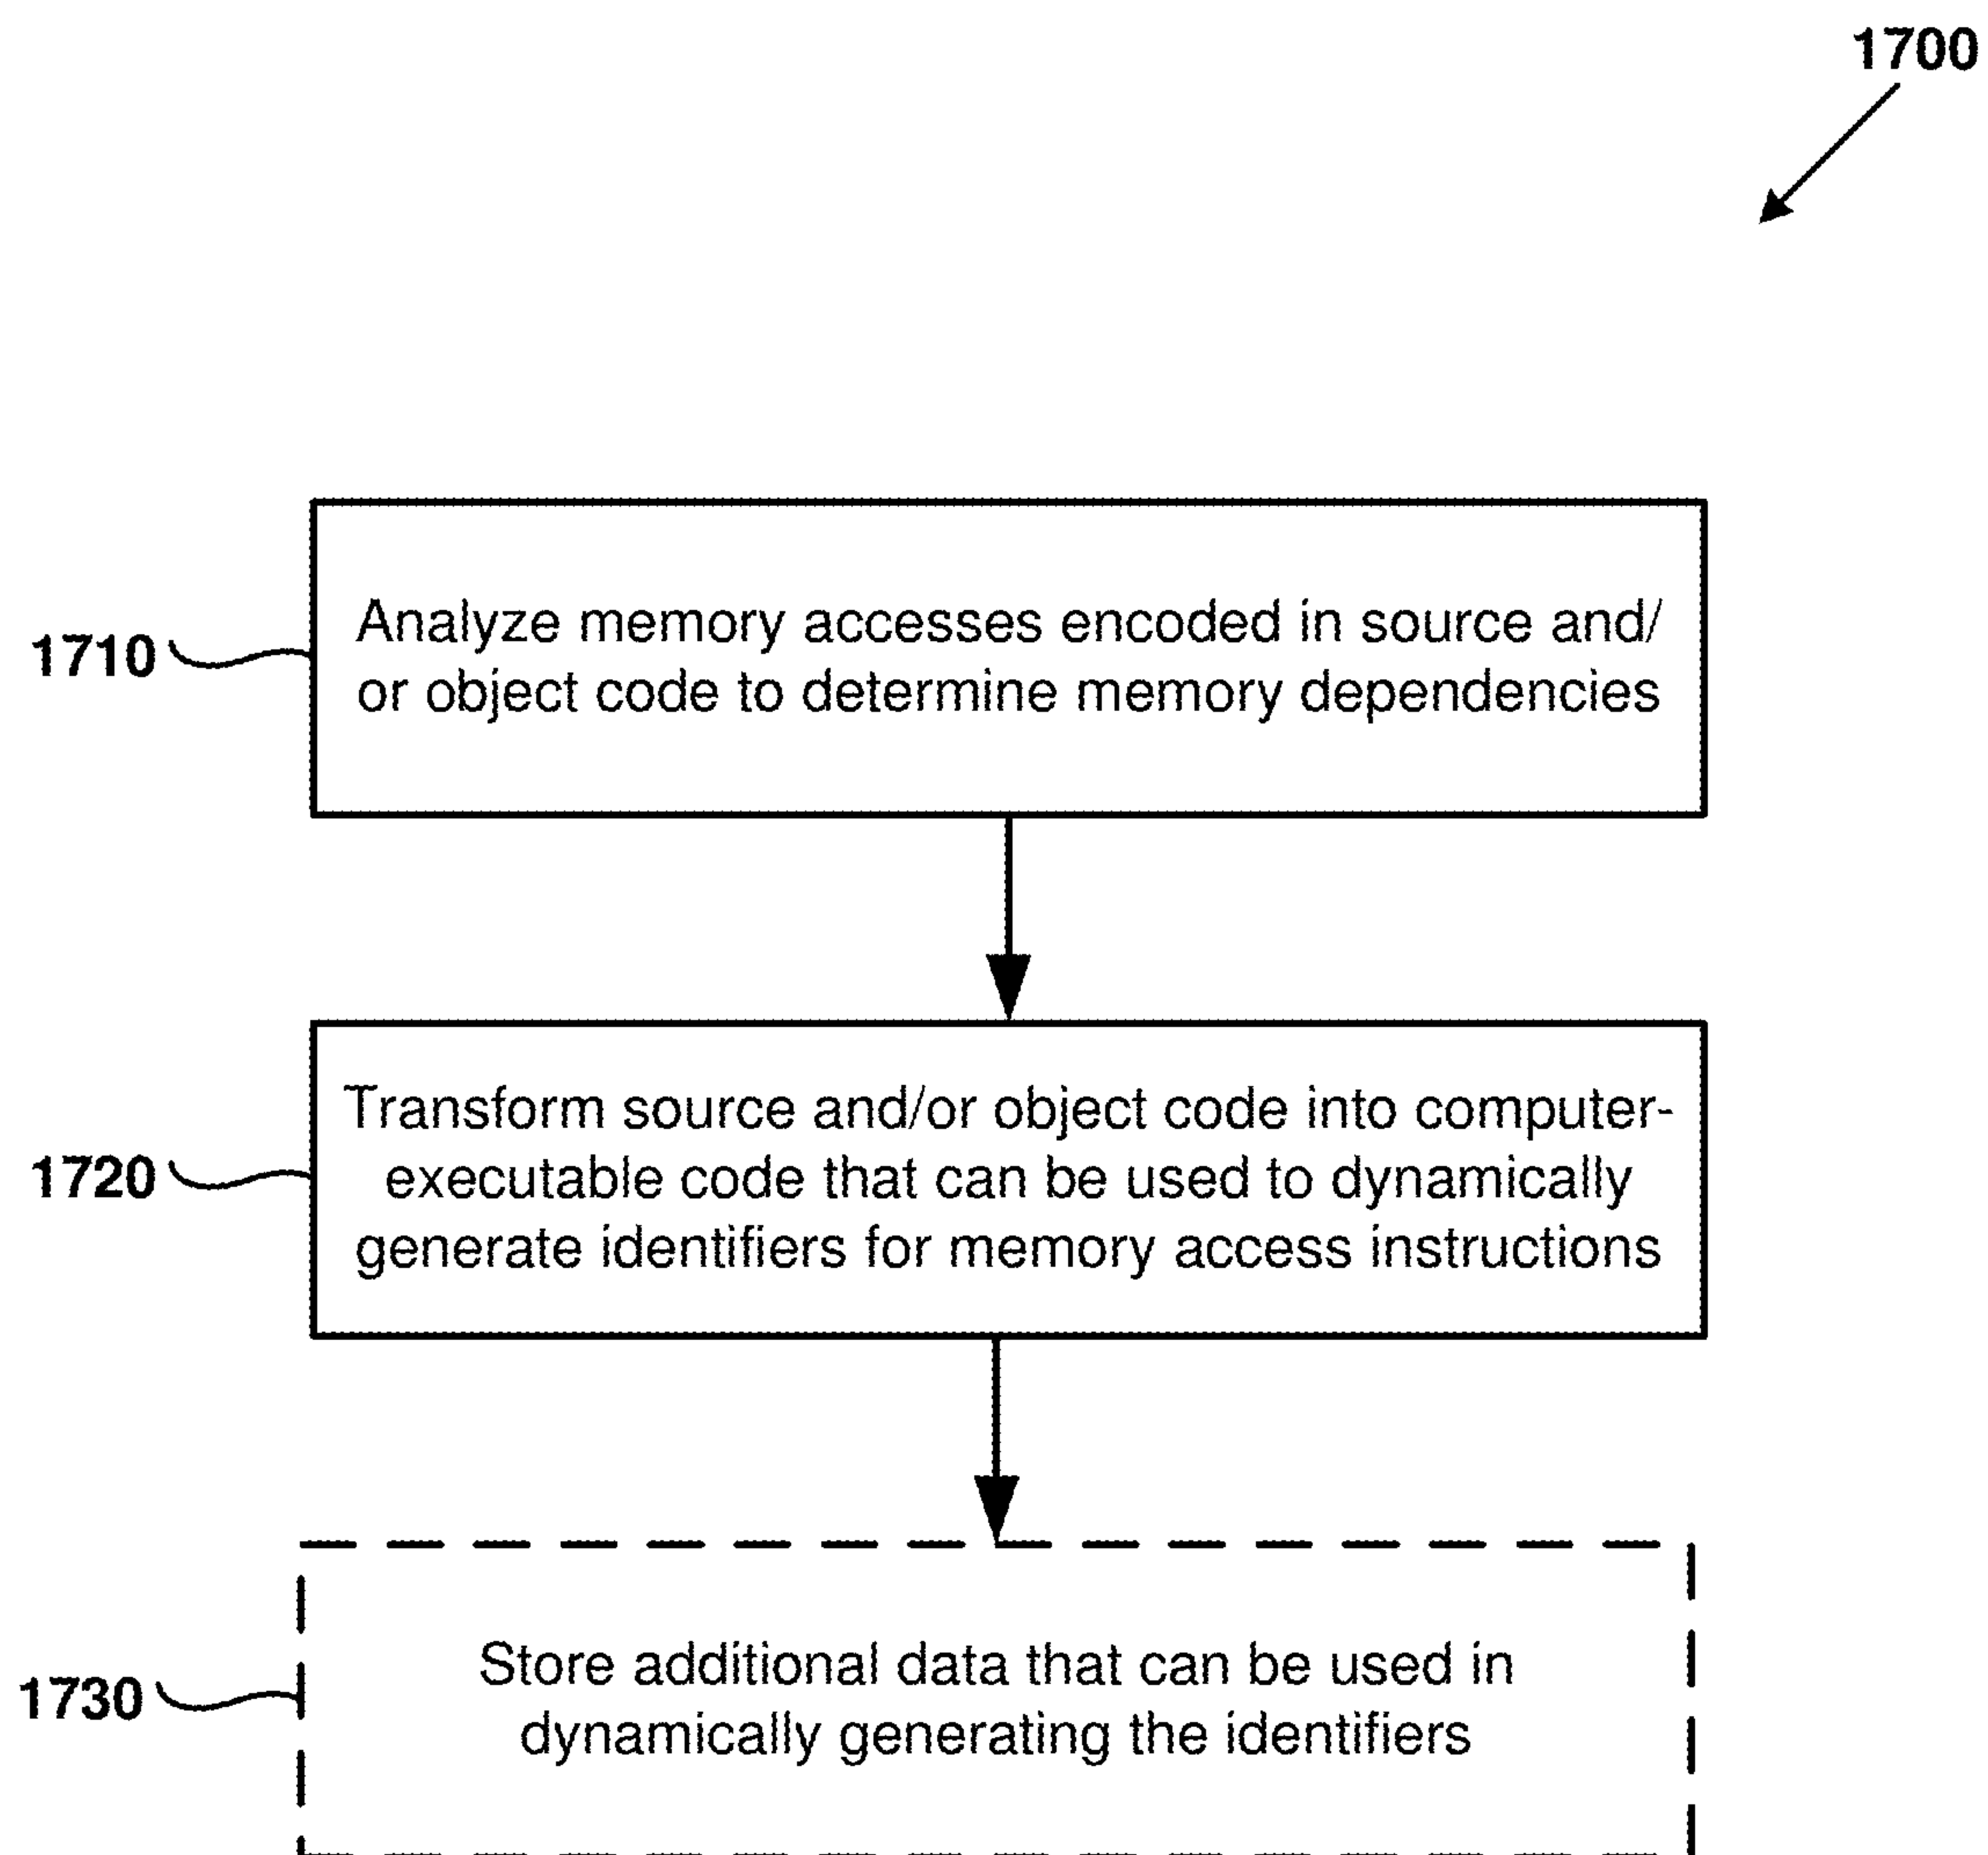 1700
1710
Analyze memory accesses encoded in source and/
or object code to determine memory dependencies
1720
Transform source and/or object code into computer-
executable code that can be used to dynamically
generate identifiers for memory access instructions
1730
Store additional data that can be used in
dynamically generating the identifiers